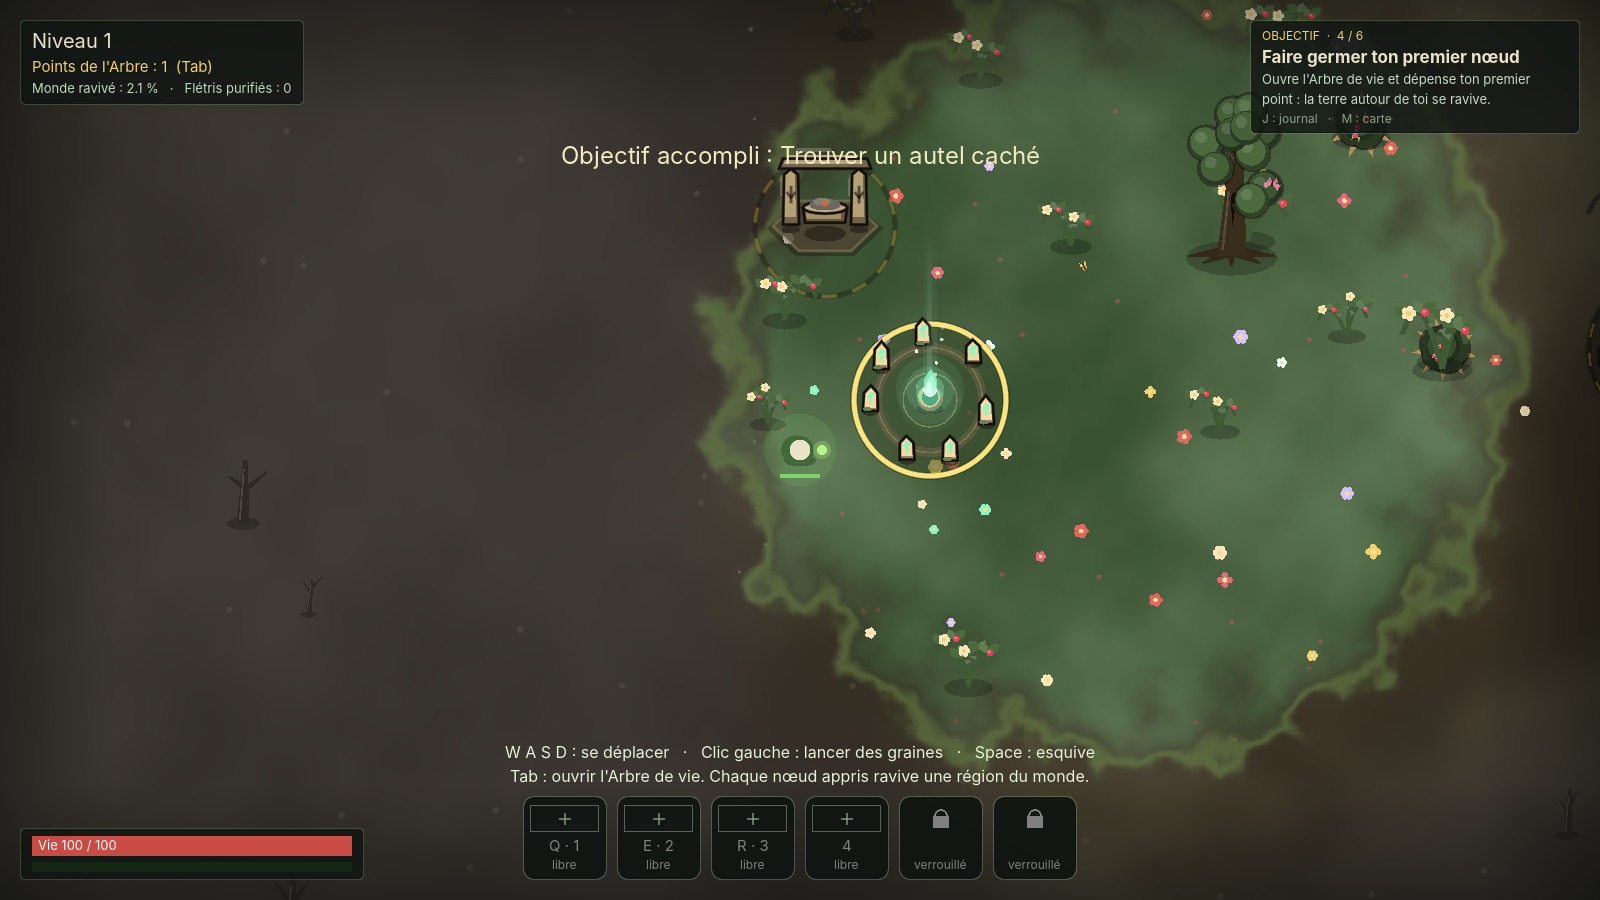 Niveau 1
Points de l'Arbre : 1 (Tab)
Monde ravivé : 2.1 % · Flétris purifiés : 0
OBJECTIF · 4 / 6
Faire germer ton premier nœud
Ouvre l'Arbre de vie et dépense ton premier
point : la terre autour de toi se ravive.
J : journal · M : carte
Objectif accompli : Trouver un autel caché
W A S D : se déplacer · Clic gauche : lancer des graines · Space : esquive
Tab : ouvrir l'Arbre de vie. Chaque nœud appris ravive une région du monde.
Q · 1
libre
E · 2
libre
R · 3
libre
4
libre
verrouillé
verrouillé
Vie 100 / 100